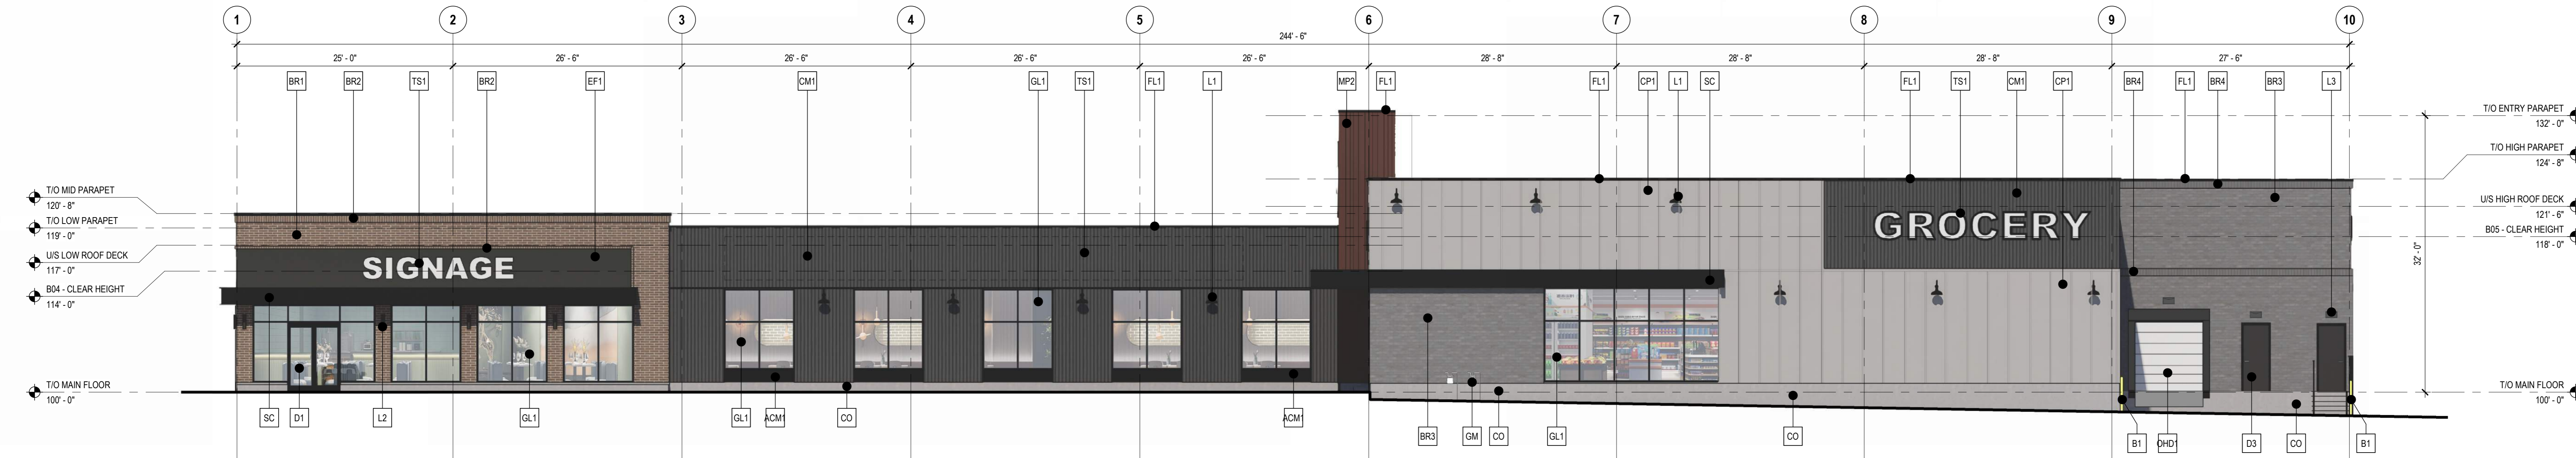 1 2 3 4 5 6 7 8 9 10
244' - 6"
25' - 0" 26' - 6" 26' - 6" 26' - 6" 26' - 6" 28' - 8" 28' - 8" 28' - 8" 27' - 6"
BR1 BR2 TS1 BR2 EF1 CM1 GL1 TS1 FL1 L1 MP2 FL1 FL1 CP1 L1 SC FL1 TS1 CM1 CP1 BR4 FL1 BR4 BR3 L3
T/O ENTRY PARAPET
132' - 0"
T/O HIGH PARAPET
124' - 8"
T/O MID PARAPET
120' - 8"
U/S HIGH ROOF DECK
121' - 6"
T/O LOW PARAPET
119' - 0"
B05 - CLEAR HEIGHT
118' - 0"
GROCERY
U/S LOW ROOF DECK
117' - 0"
32' - 0"
SIGNAGE
B04 - CLEAR HEIGHT
114' - 0"
T/O MAIN FLOOR
100' - 0"
T/O MAIN FLOOR
100' - 0"
SC D1 L2 GL1 GL1 ACM1 CO ACM1
BR3 GM CO GL1 CO B1 OHD1 D3 CO B1